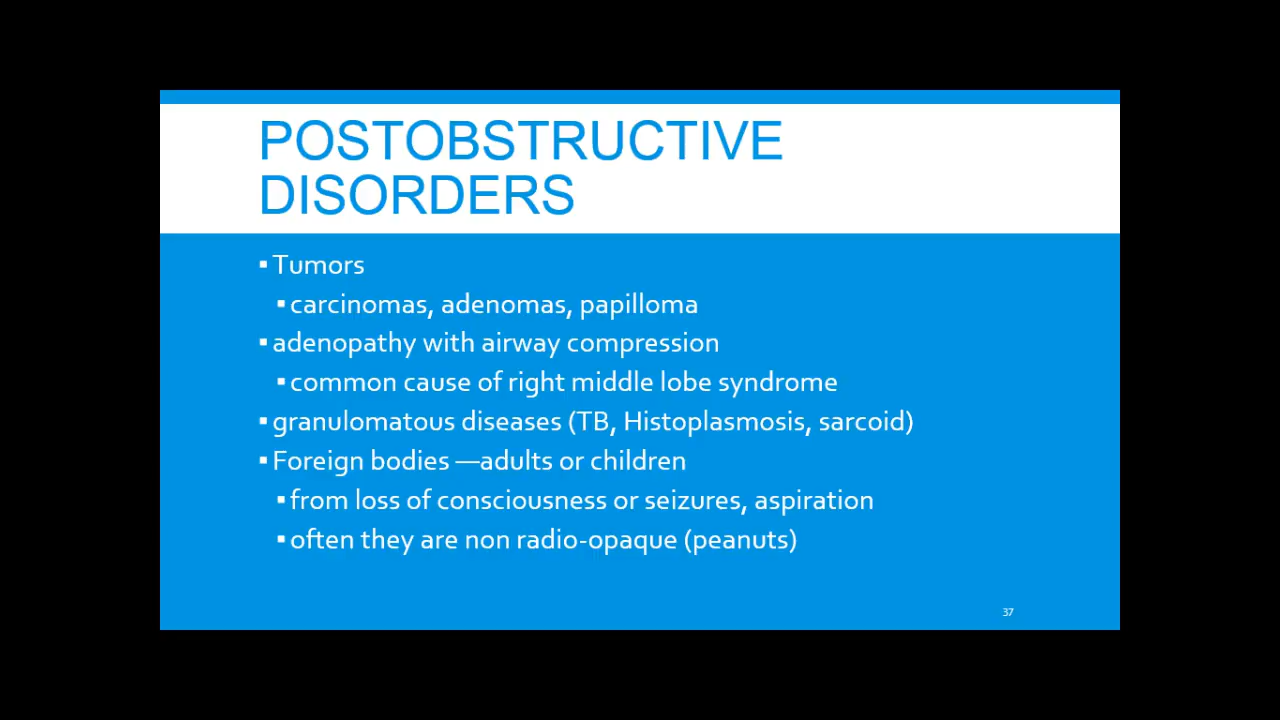 POSTOBSTRUCTIVE
DISORDERS
▪Tumors
▪carcinomas, adenomas, papilloma
▪adenopathy with airway compression
▪common cause of right middle lobe syndrome
▪granulomatous diseases (TB, Histoplasmosis, sarcoid)
▪Foreign bodies —adults or children
▪from loss of consciousness or seizures, aspiration
▪often they are non radio-opaque (peanuts)
37